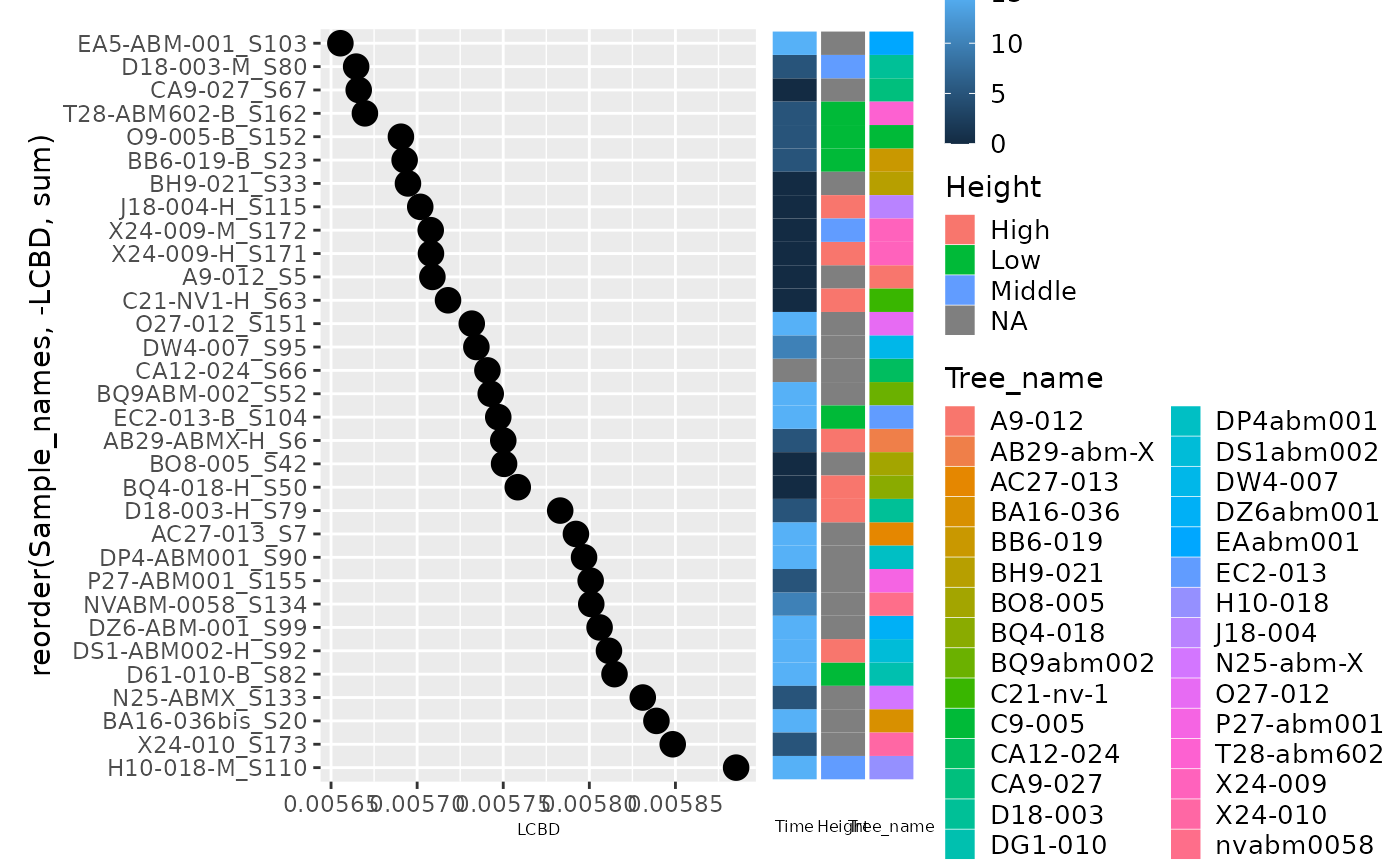 reorder(Sample_names, -LCBD, sum)
EA5-ABM-001_S103
D18-003-M_S80
CA9-027_S67
T28-ABM602-B_S162
O9-005-B_S152
BB6-019-B_S23
BH9-021_S33
J18-004-H_S115
X24-009-M_S172
X24-009-H_S171
A9-012_S5
C21-NV1-H_S63
O27-012_S151
DW4-007_S95
CA12-024_S66
BQ9ABM-002_S52
EC2-013-B_S104
AB29-ABMX-H_S6
BO8-005_S42
BQ4-018-H_S50
D18-003-H_S79
AC27-013_S7
DP4-ABM001_S90
P27-ABM001_S155
NVABM-0058_S134
DZ6-ABM-001_S99
DS1-ABM002-H_S92
D61-010-B_S82
N25-ABMX_S133
BA16-036bis_S20
X24-010_S173
H10-018-M_S110
0.00565 0.00570 0.00575 0.00580 0.00585
LCBD
Time Height Tree_name
10
5
0
Height
High
Low
Middle
NA
Tree_name
A9-012
AB29-abm-X
AC27-013
BA16-036
BB6-019
BH9-021
BO8-005
BQ4-018
BQ9abm002
C21-nv-1
C9-005
CA12-024
CA9-027
D18-003
DG1-010
DP4abm001
DS1abm002
DW4-007
DZ6abm001
EAabm001
EC2-013
H10-018
J18-004
N25-abm-X
O27-012
P27-abm001
T28-abm602
X24-009
X24-010
nvabm0058